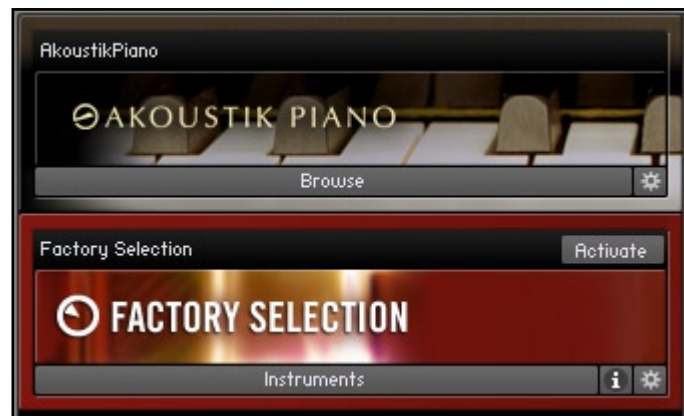 AkoustikPiano
AKOUSTIK PIANO
Browse
Factory Selection
Activate
FACTORY SELECTION
Instruments
i